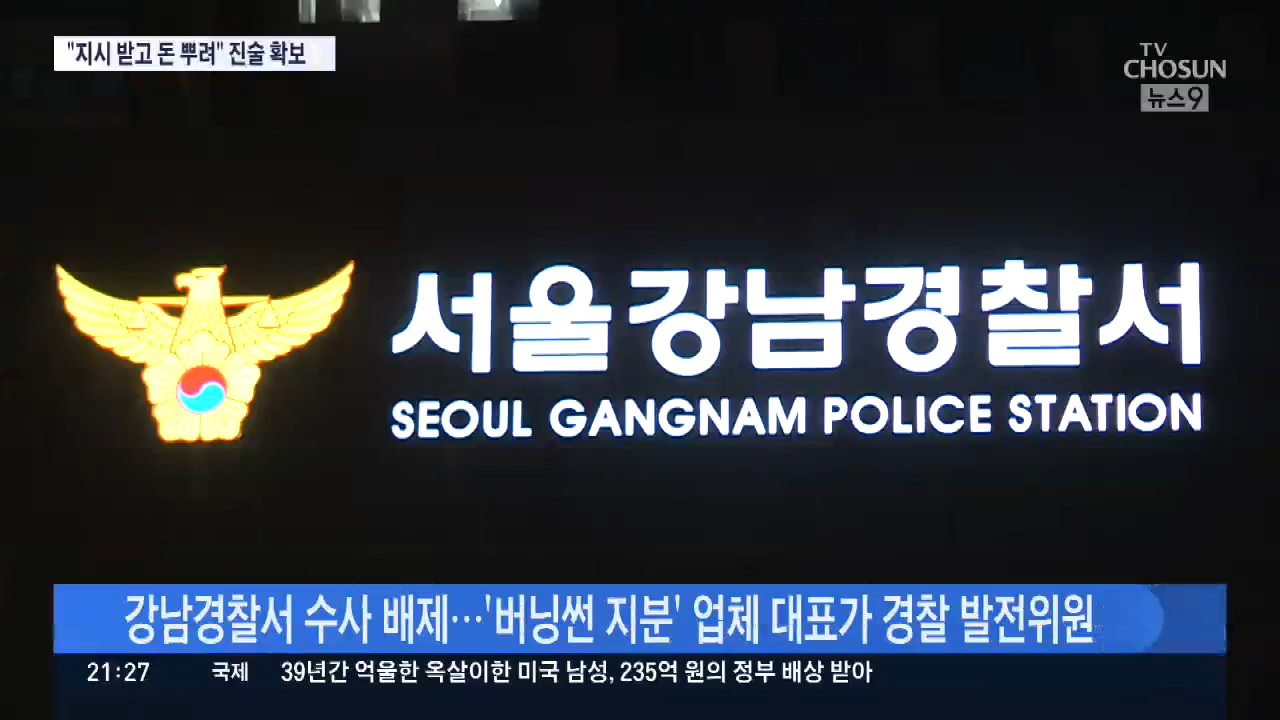 "지시 받고 돈 뿌려" 진술 확보
TV
CHOSUN
뉴스9
서울강남경찰서
SEOUL GANGNAM POLICE STATION
강남경찰서 수사 배제…'버닝썬 지분' 업체 대표가 경찰 발전위원
21:27 국제 39년간 억울한 옥살이한 미국 남성, 235억 원의 정부 배상 받아